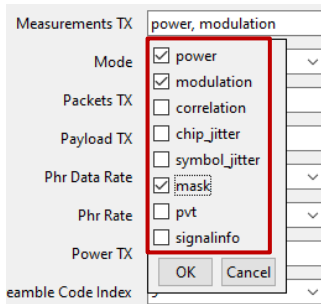 Measurements TX power, modulation
Mode
power
modulation
Packets TX
correlation
Payload TX
chip_jitter
symbol_jitter
Phr Data Rate
mask
Phr Rate
pvt
signalinfo
Power TX
OK Cancel
eamble Code Index